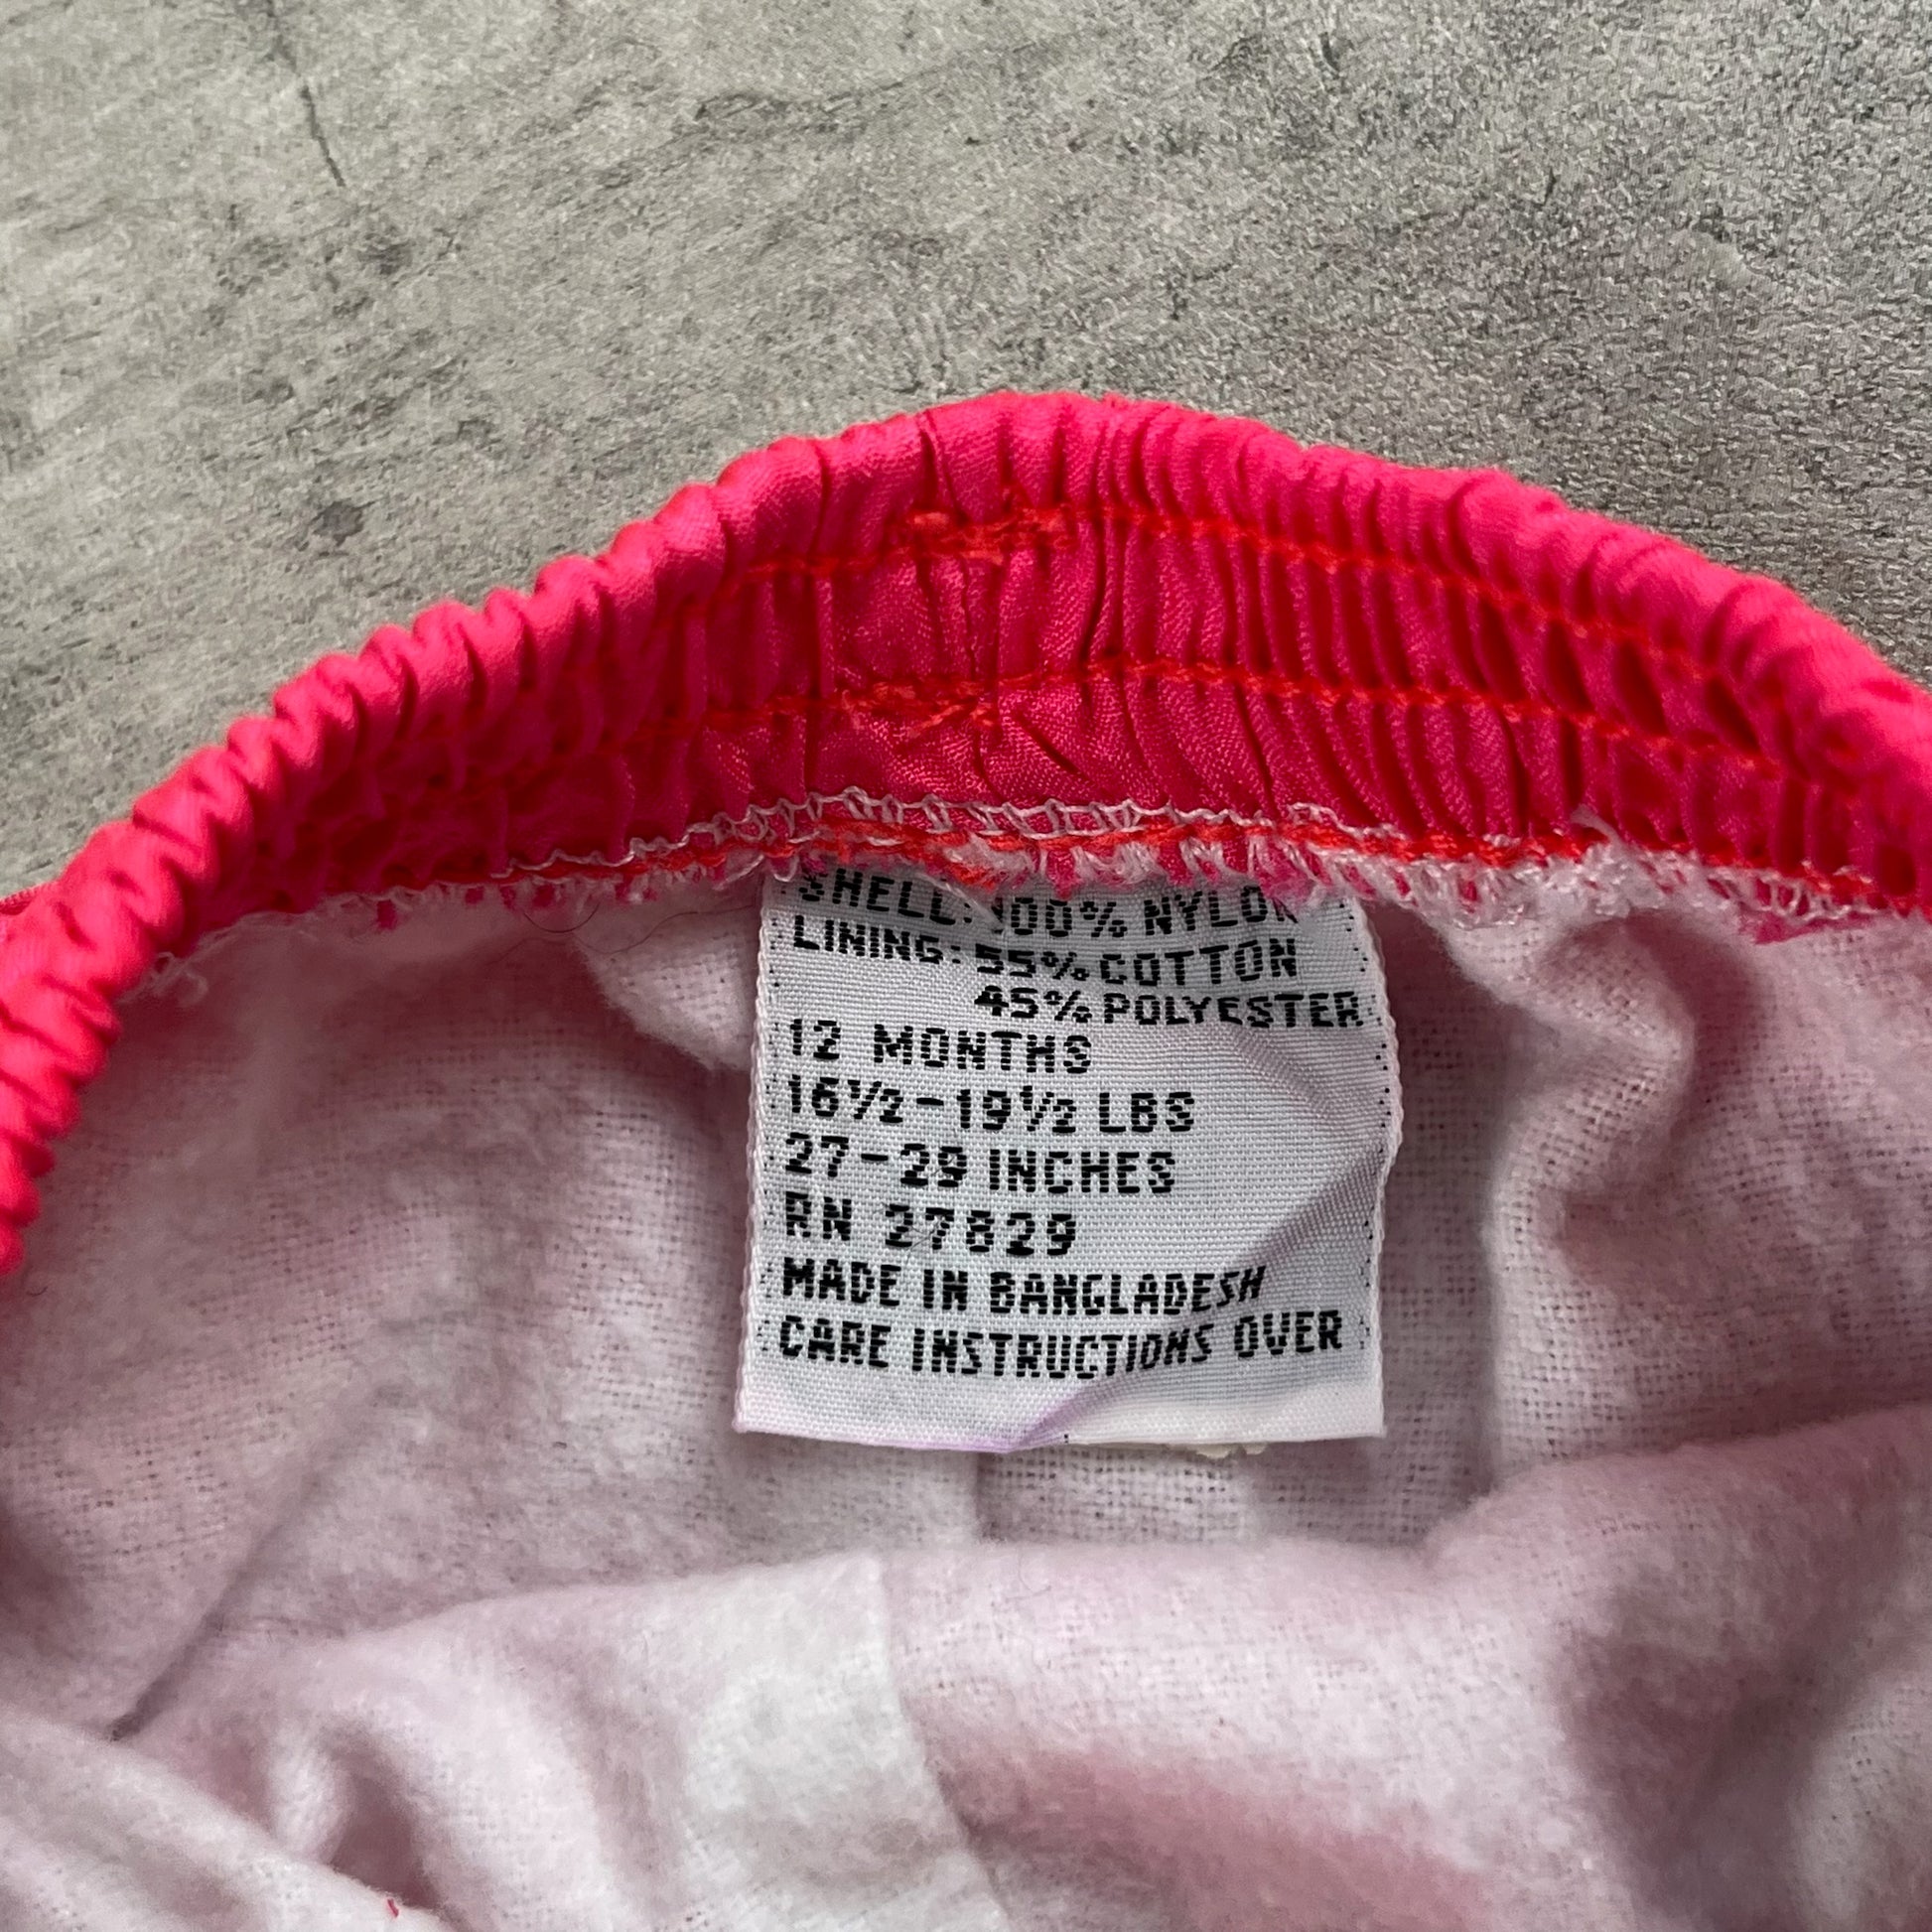 SHELL: 100% NYLON
LINING: 55% COTTON
45% POLYESTER
12 MONTHS
16½-19½ LBS
27-29 INCHES
RN 27829
MADE IN BANGLADESH
CARE INSTRUCTIONS OVER